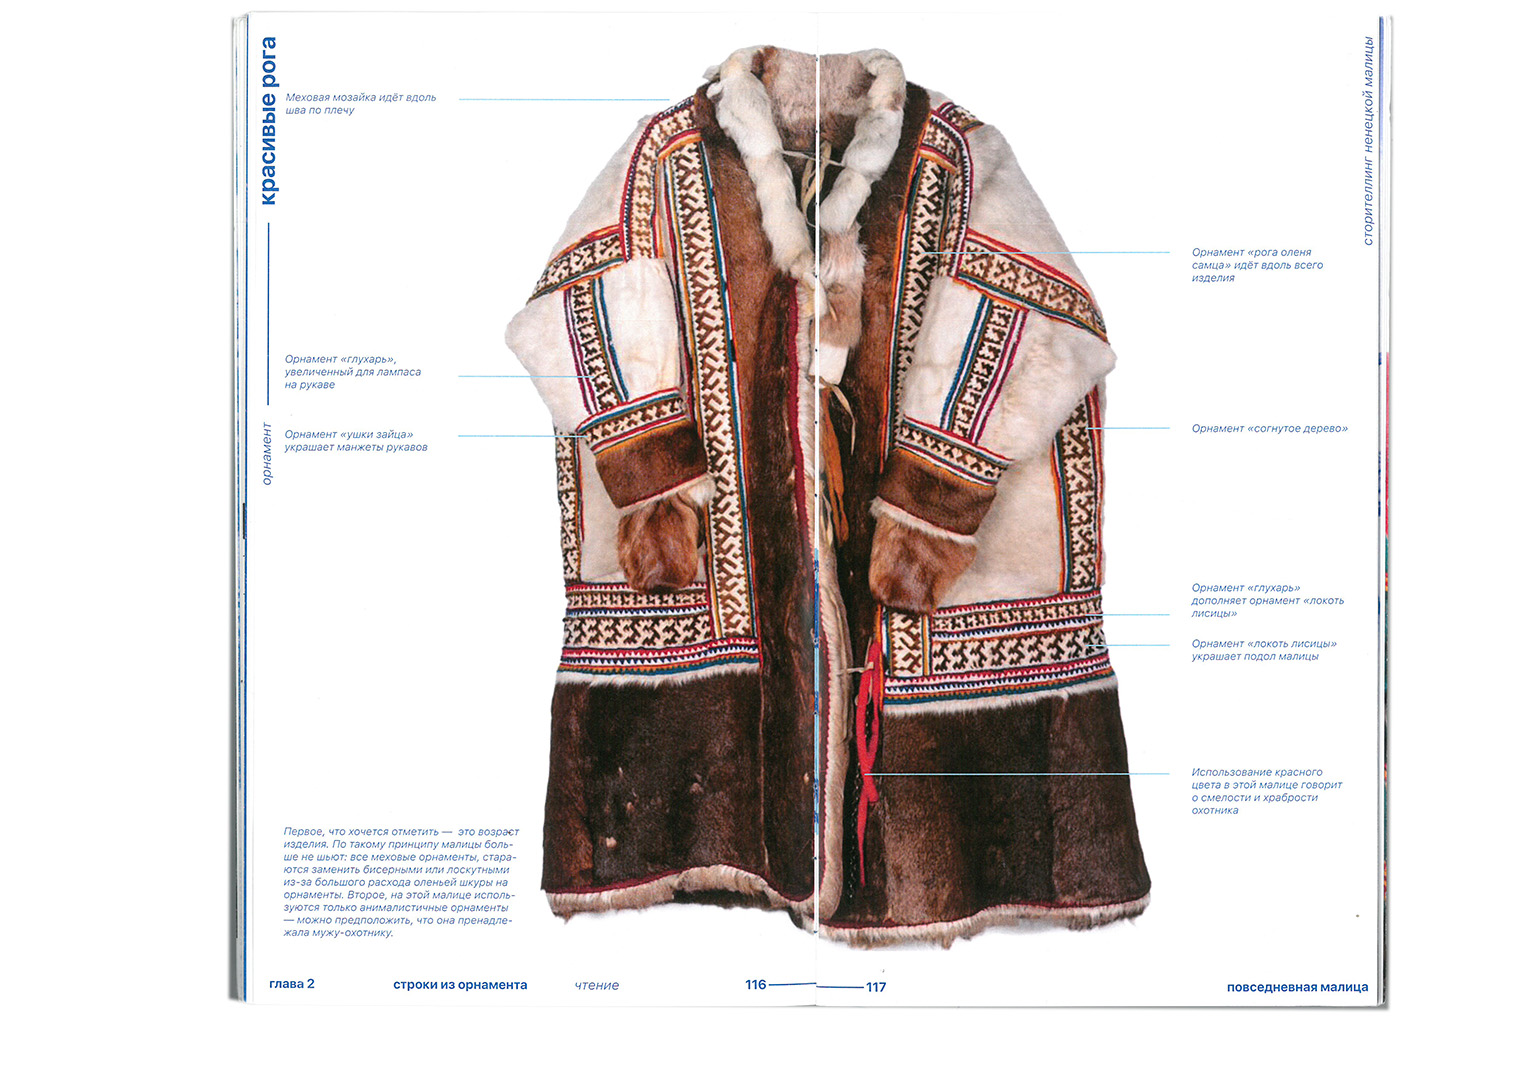 красивые рога
орнамент
Меховая мозайка идёт вдоль
шва по плечу
Орнамент «глухарь»,
увеличенный для лампаса
на рукаве
Орнамент «ушки зайца»
украшает манжеты рукавов
Первое, что хочется отметить — это возраст
изделия. По такому принципу малицы боль-
ше не шьют: все меховые орнаменты, стара-
ются заменить бисерными или лоскутными
из-за большого расхода оленьей шкуры на
орнаменты. Второе, на этой малице исполь-
зуются только анималистичные орнаменты
— можно предположить, что она пренадле-
жала мужу-охотнику.
глава 2
строки из орнамента
чтение
116
сторителлинг ненецкой малицы
Орнамент «рога оленя
самца» идёт вдоль всего
изделия
Орнамент «согнутое дерево»
Орнамент «глухарь»
дополняет орнамент «локоть
лисицы»
Орнамент «локоть лисицы»
украшает подол малицы
Использование красного
цвета в этой малице говорит
о смелости и храбрости
охотника
117
повседневная малица